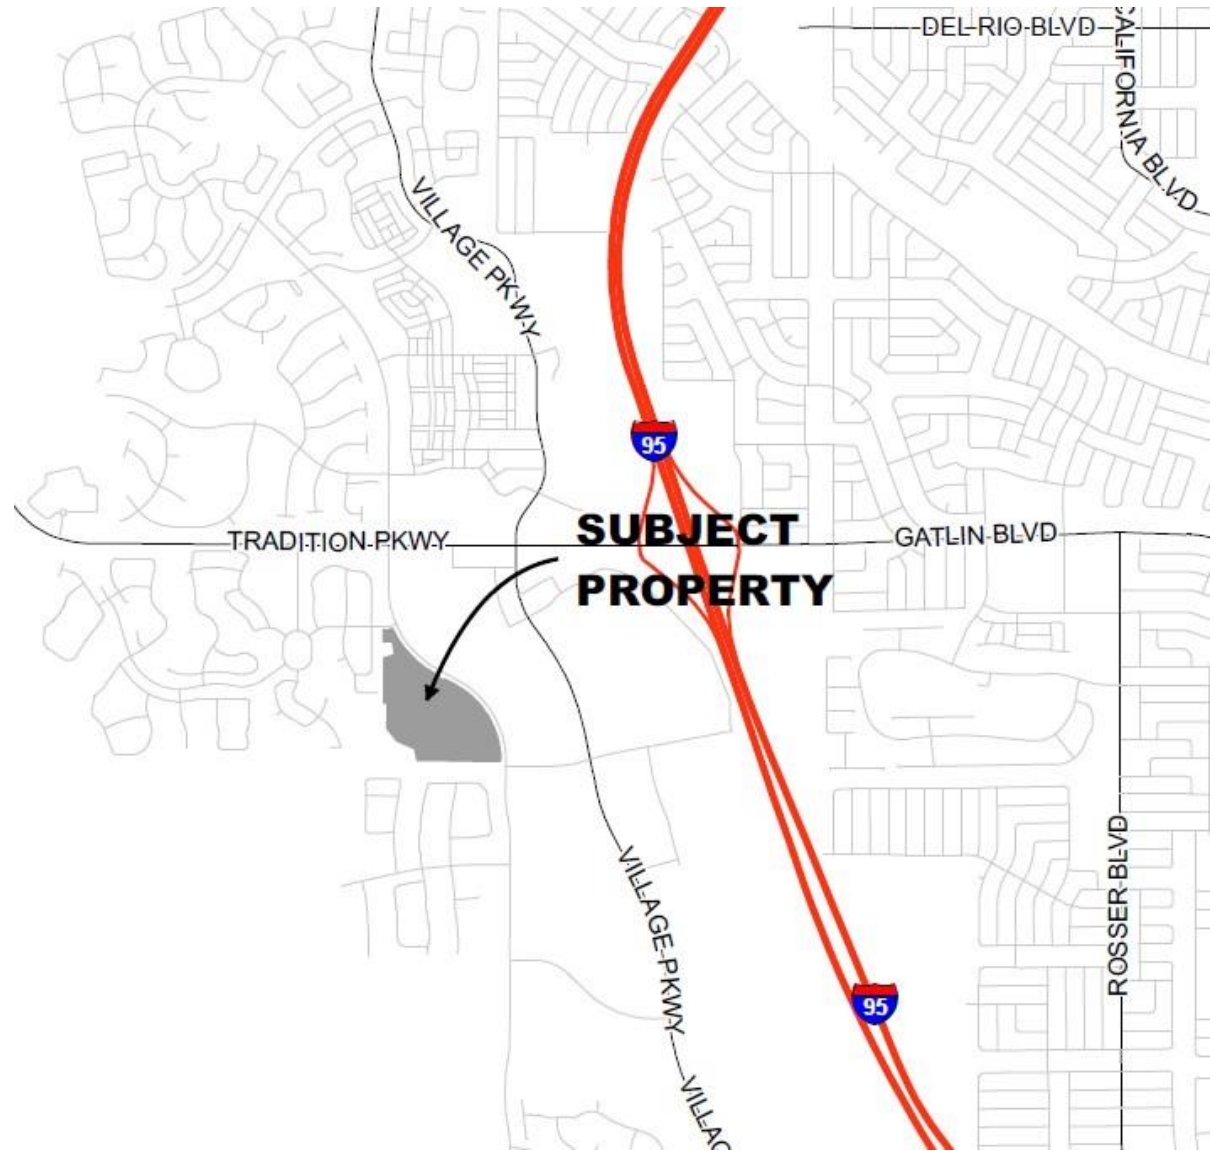 DEL RIO BLVD
CALIFORNIA BLVD
VILLAGE PKWY
95
TRADITION PKWY
SUBJECT
PROPERTY
GATLIN BLVD
VILLAGE PKWY
ROSSER BLVD
95
VILLAG